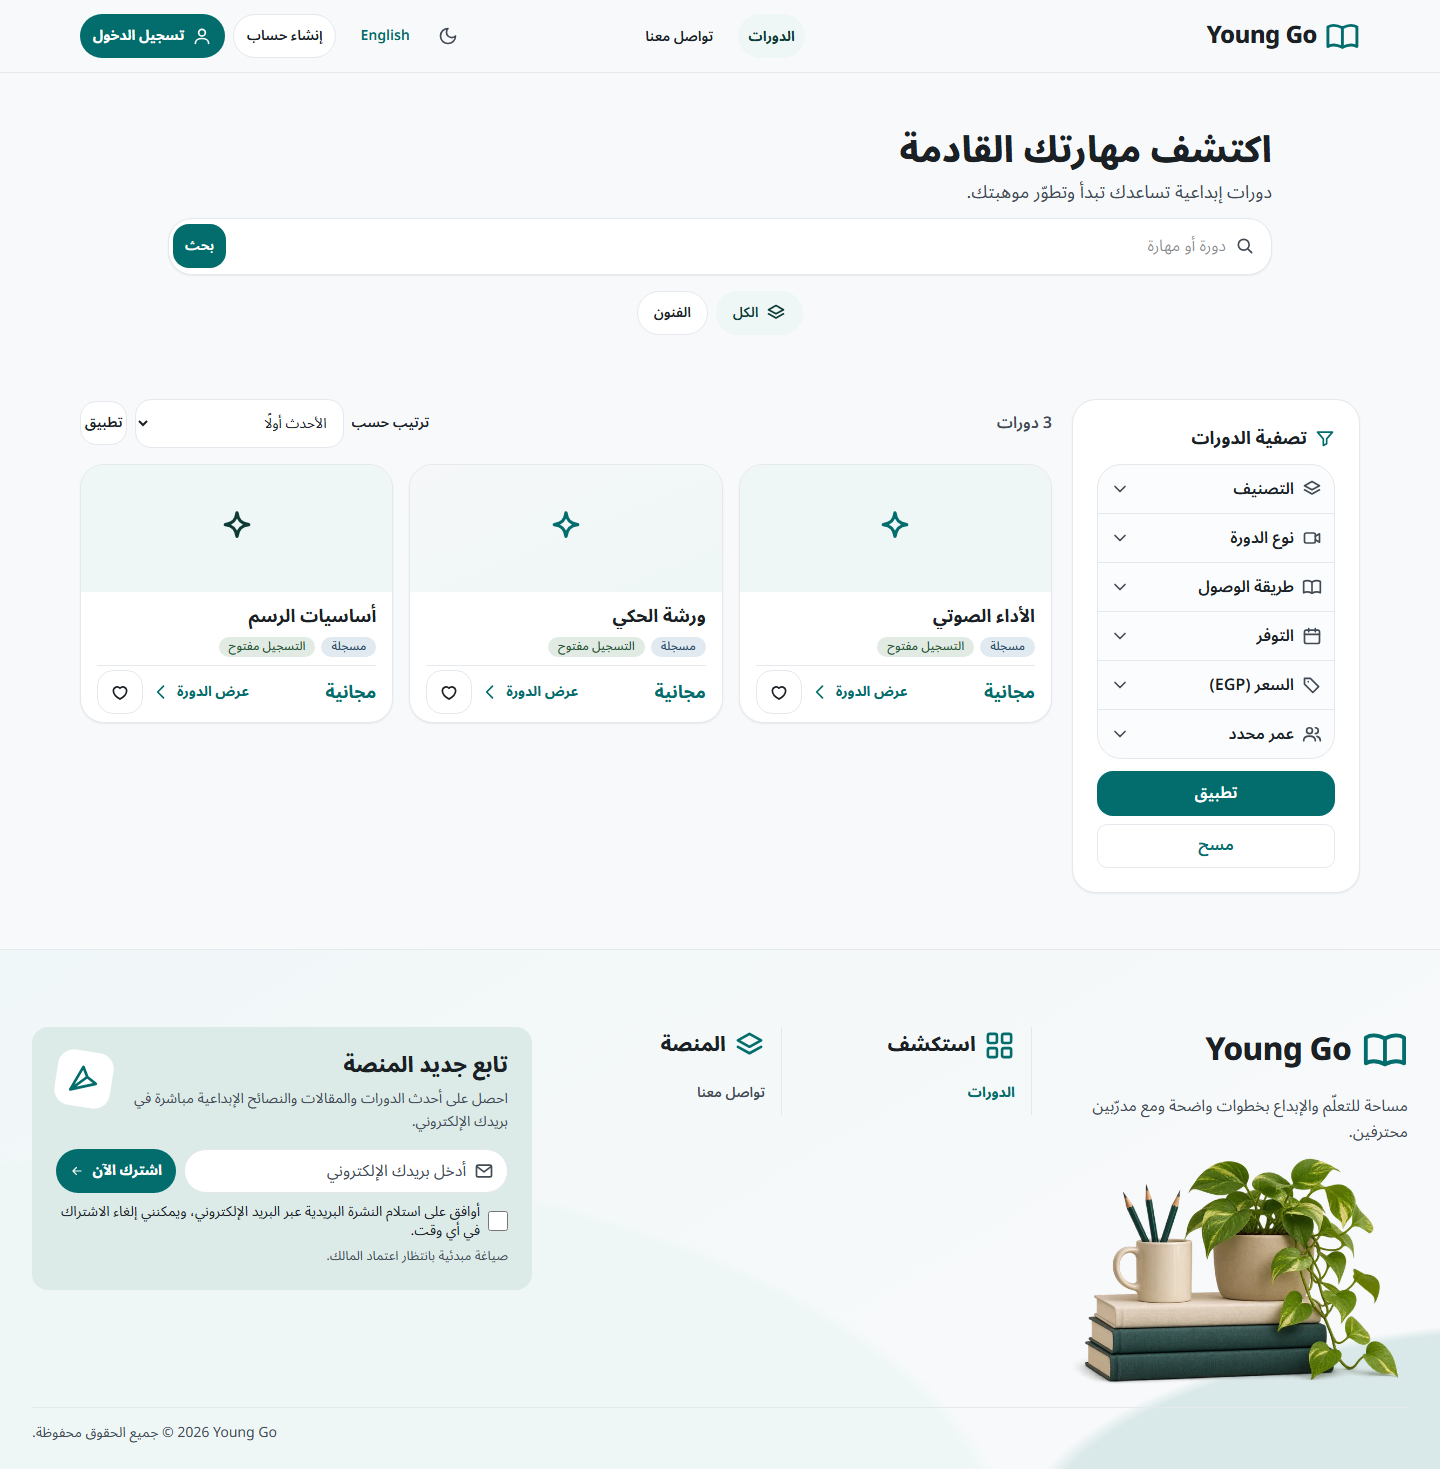 Young Go
الدورات
تواصل معنا
English
إنشاء حساب
تسجيل الدخول
اكتشف مهارتك القادمة
دورات إبداعية تساعدك تبدأ وتطوّر موهبتك.
دورة أو مهارة
بحث
الكل
الفنون
تصفية الدورات
التصنيف
نوع الدورة
طريقة الوصول
التوفر
السعر (EGP)
عمر محدد
تطبيق
مسح
3 دورات
ترتيب حسب
الأحدث أولًا
تطبيق
الأداء الصوتي
مسجلة
التسجيل مفتوح
مجانية
عرض الدورة
ورشة الحكي
مسجلة
التسجيل مفتوح
مجانية
عرض الدورة
أساسيات الرسم
مسجلة
التسجيل مفتوح
مجانية
عرض الدورة
Young Go
مساحة للتعلّم والإبداع بخطوات واضحة ومع مدرّبين
محترفين.
استكشف
الدورات
المنصة
تواصل معنا
تابع جديد المنصة
احصل على أحدث الدورات والمقالات والنصائح الإبداعية مباشرة في
بريدك الإلكتروني.
أدخل بريدك الإلكتروني
اشترك الآن
أوافق على استلام النشرة البريدية عبر البريد الإلكتروني، ويمكنني إلغاء الاشتراك
في أي وقت.
صياغة مبدئية بانتظار اعتماد المالك.
Young Go 2026 © جميع الحقوق محفوظة.